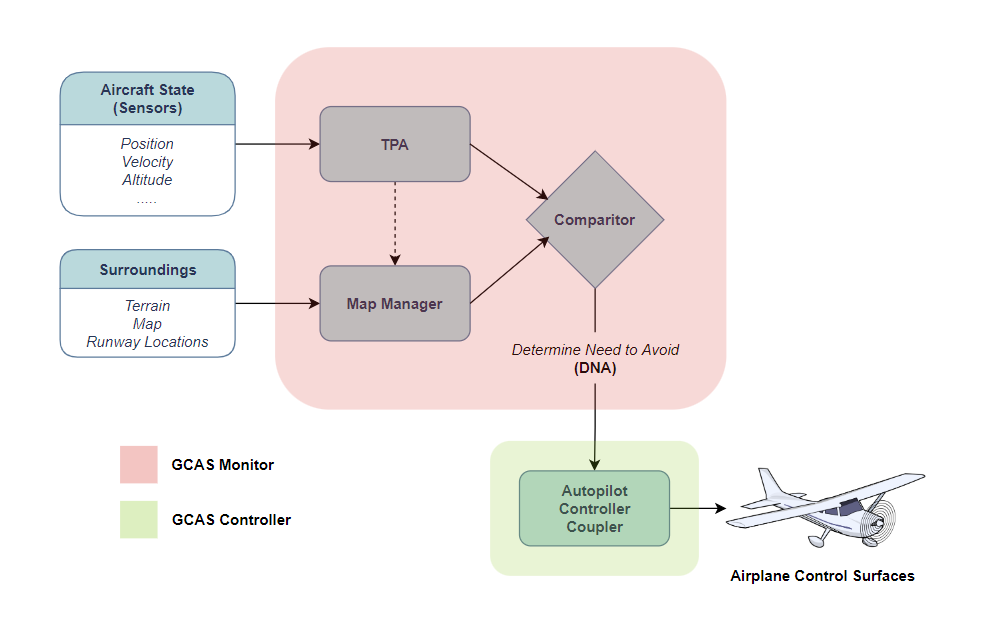 Aircraft State
(Sensors)
Position
Velocity
Altitude
.....
TPA
Comparitor
Surroundings
Terrain
Map
Runway Locations
Map Manager
Determine Need to Avoid
(DNA)
GCAS Monitor
GCAS Controller
Autopilot
Controller
Coupler
Airplane Control Surfaces